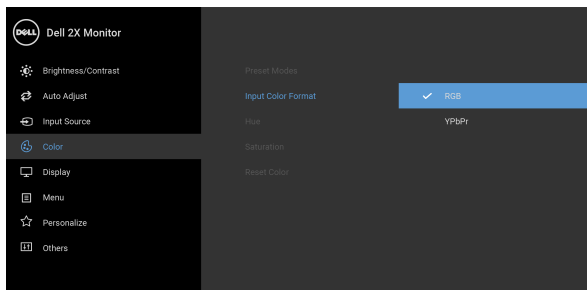 DELL
Dell 2X Monitor
Brightness/Contrast
Auto Adjust
Input Source
Color
Display
Menu
Personalize
Others
Preset Modes
Input Color Format
Hue
Saturation
Reset Color
RGB
YPbPr